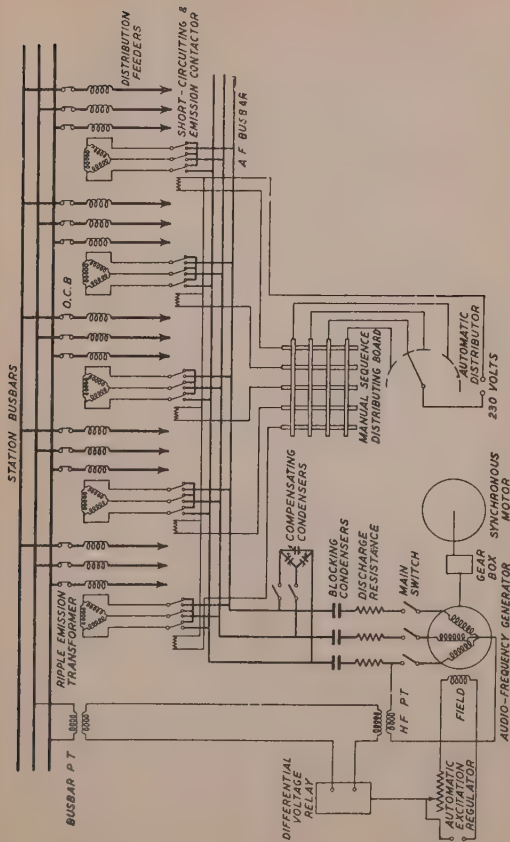 STATION BUSBARS
DISTRIBUTION
FEEDERS
SHORT-CIRCUITING &
EMISSION CONTACTOR
A F BUSBAR
O.C.B
RIPPLE EMISSION
TRANSFORMER
BUSBAR P T
COMPENSATING
CONDENSERS
MANUAL SEQUENCE
DISTRIBUTING BOARD
AUTOMATIC
DISTRIBUTOR
230 VOLTS
BLOCKING
CONDENSERS
DISCHARGE
RESISTANCE
MAIN
SWITCH
SYNCHRONOUS
MOTOR
GEAR
BOX
AUDIO-FREQUENCY GENERATOR
HF PT
FIELD
DIFFERENTIAL
VOLTAGE
RELAY
AUTOMATIC
EXCITATION
REGULATOR